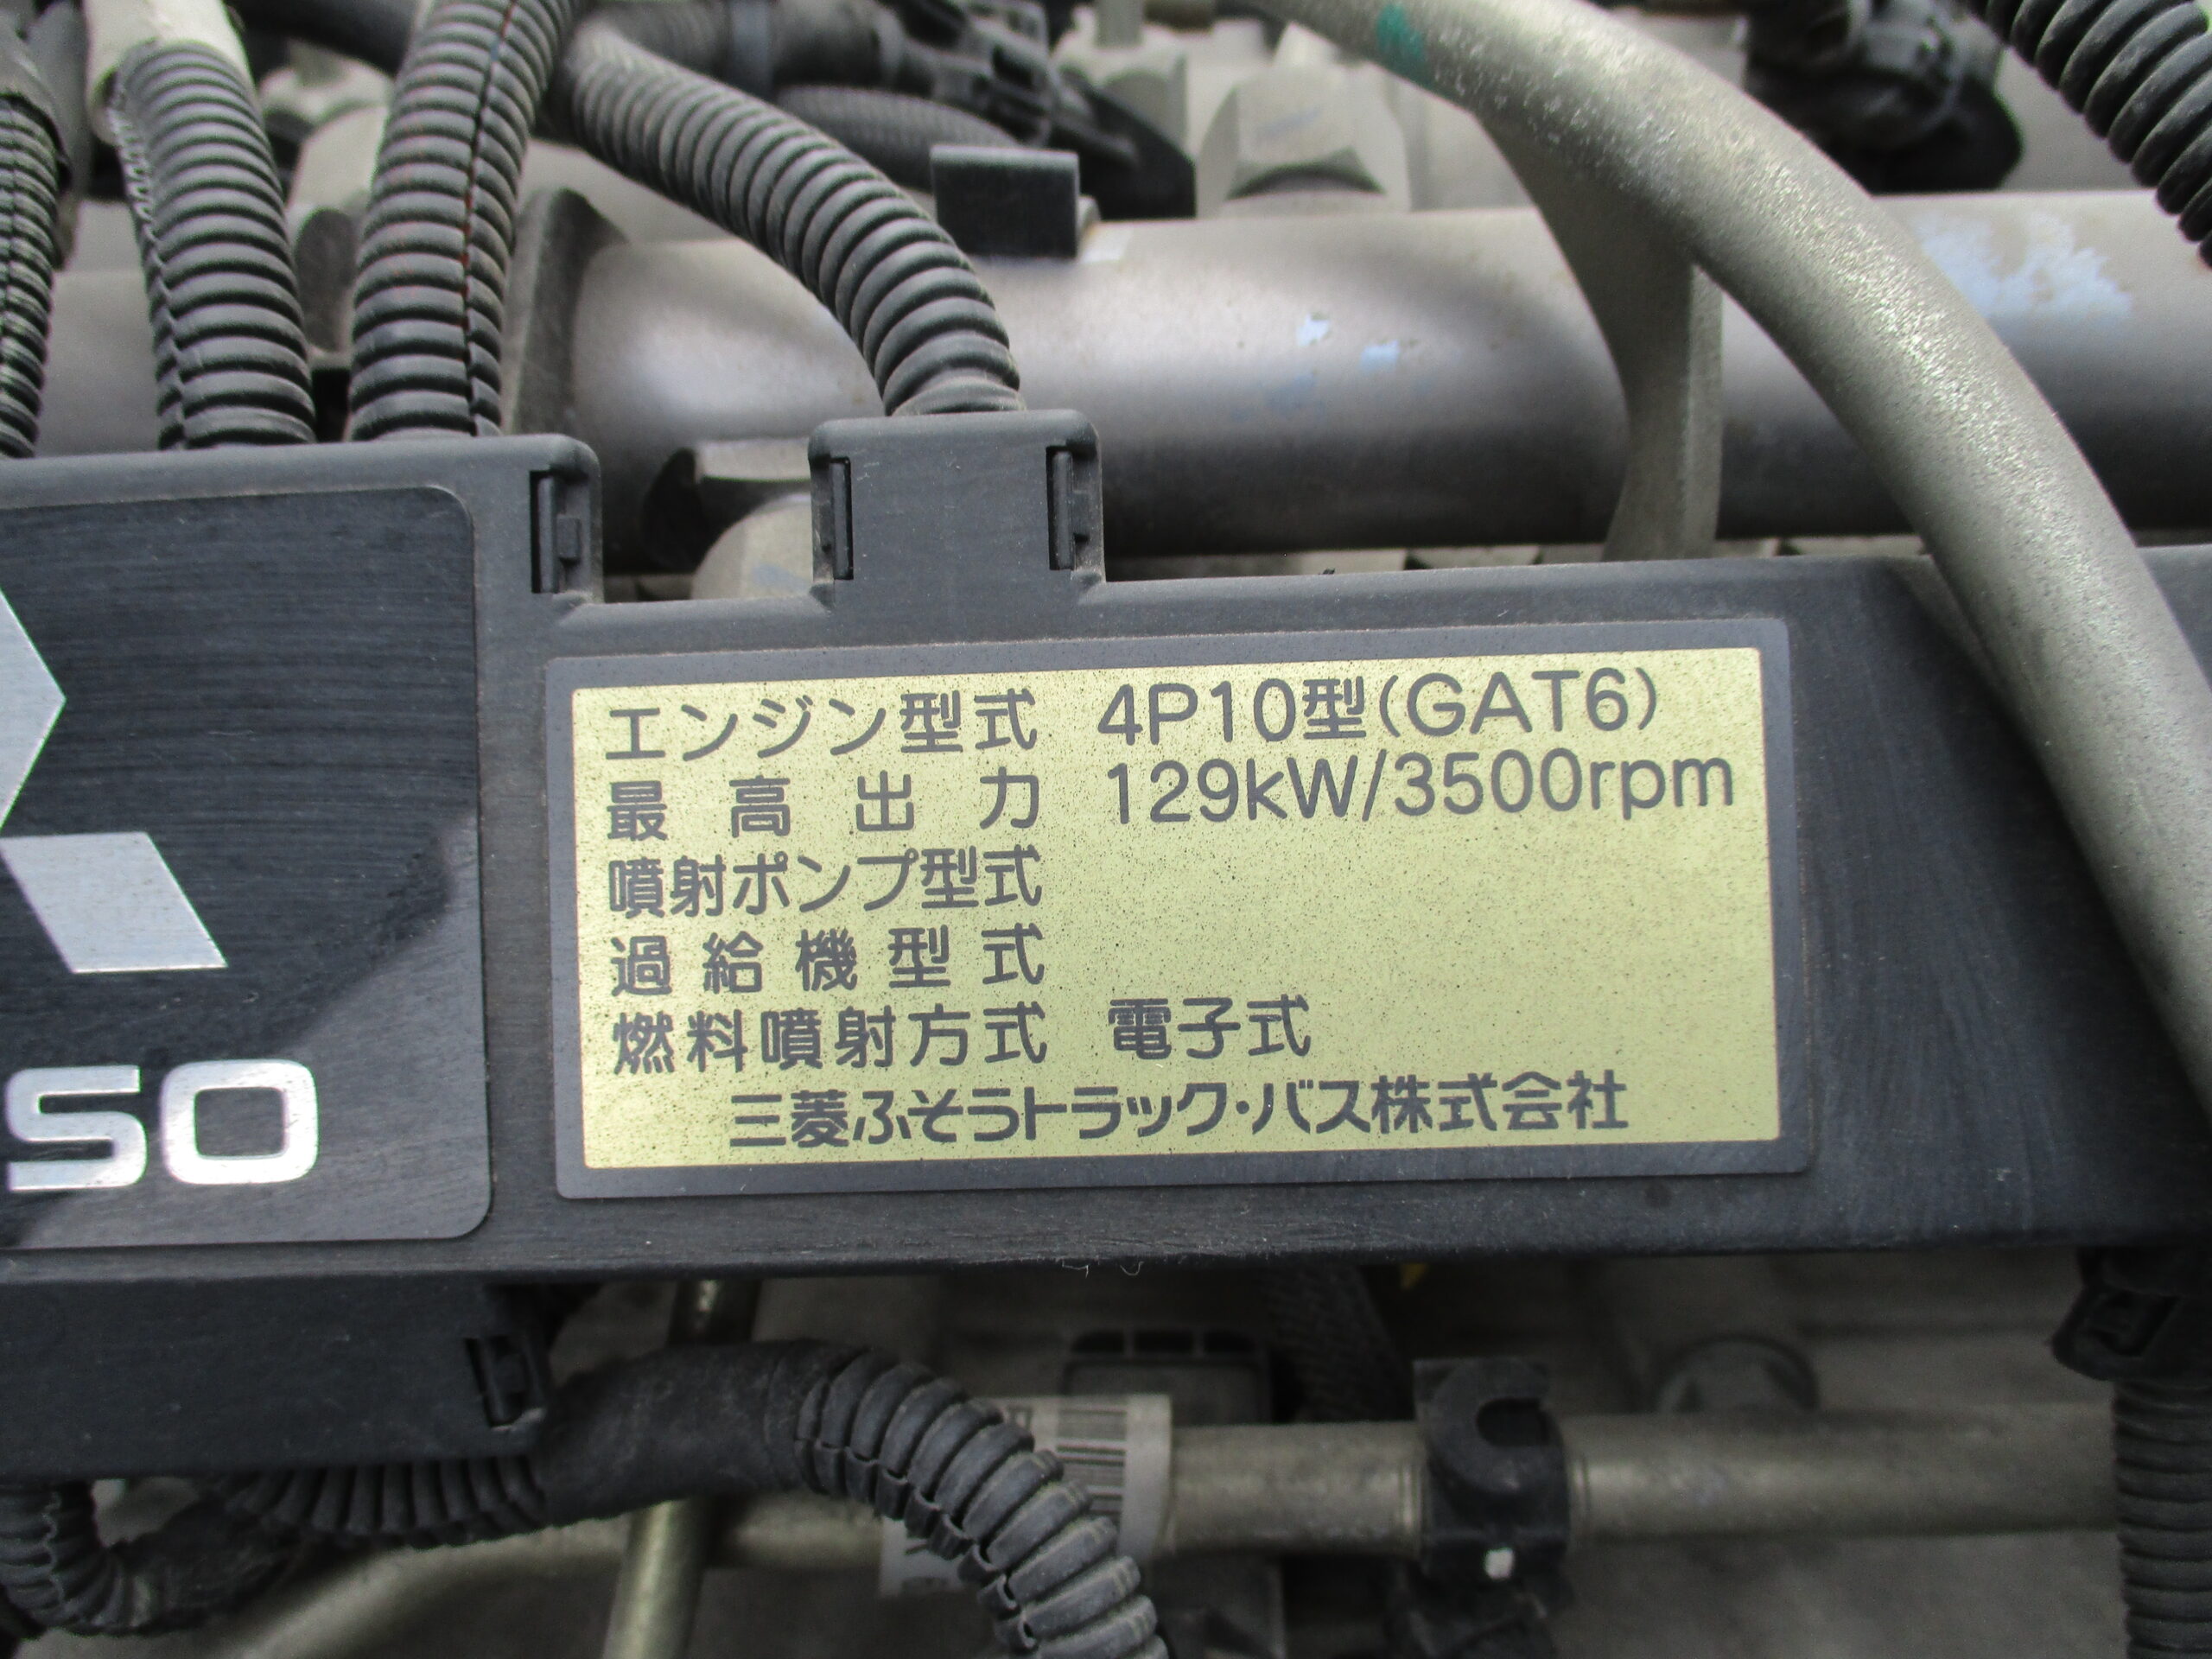 エンジン型式 4P10型(GAT6)
最高出力 129kW/3500rpm
噴射ポンプ型式
過給機型式
燃料噴射方式 電子式
三菱ふそうトラック・バス株式会社
SO